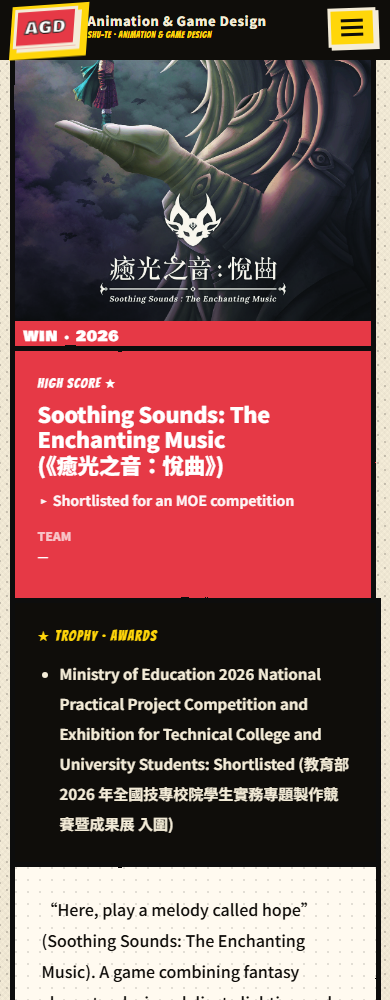 AGD
Animation & Game Design
SHU-TE · ANIMATION & GAME DESIGN
癒光之音：悅曲
Soothing Sounds : The Enchanting Music
WIN · 2026
HIGH SCORE ★
Soothing Sounds: The
Enchanting Music
(《癒光之音：悅曲》)
▸ Shortlisted for an MOE competition
TEAM
—
★ TROPHY · AWARDS
• Ministry of Education 2026 National
Practical Project Competition and
Exhibition for Technical College and
University Students: Shortlisted (教育部
2026 年全國技專校院學生實務專題製作競
賽暨成果展 入圍)
“Here, play a melody called hope”
(Soothing Sounds: The Enchanting
Music). A game combining fantasy